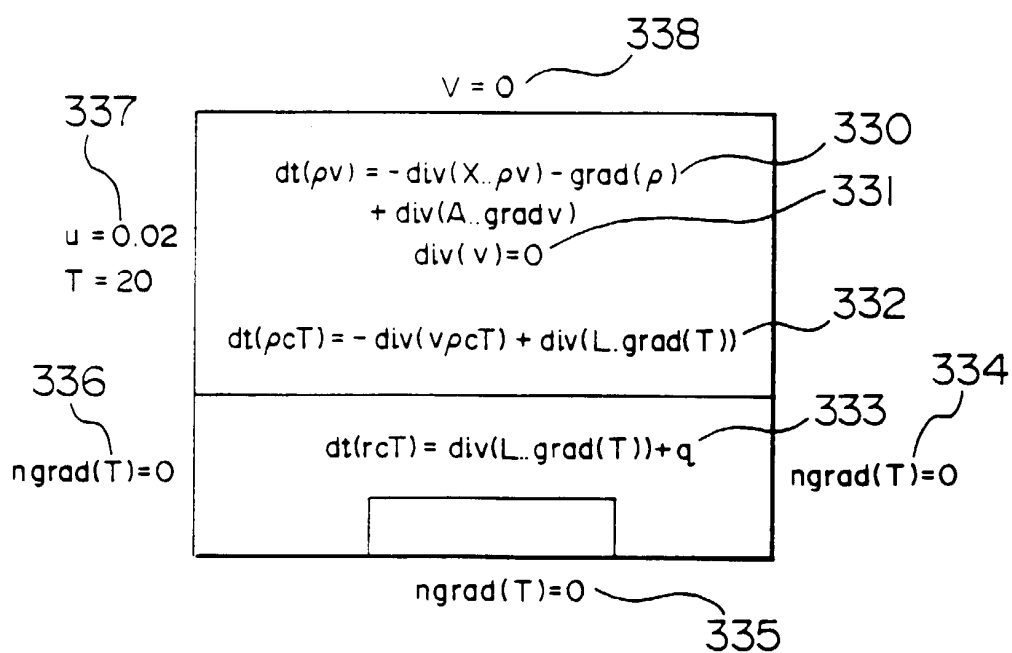 338
V = 0
337
330
dt(ρv) = - div(X..ρv) - grad(ρ)
+ div(A..gradv)
331
div(v)=0
u = 0.02
T = 20
332
dt(ρcT) = - div(vρcT) + div(L.grad(T))
336
334
333
dt(rcT) = div(L..grad(T))+q
ngrad(T)=0
ngrad(T)=0
ngrad(T)=0
335